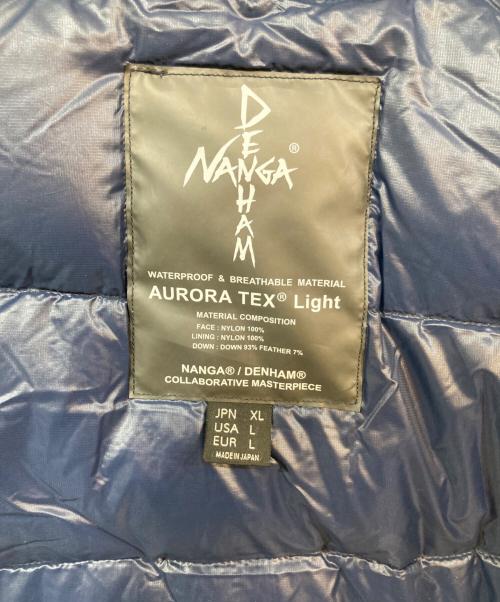 DENHAM
NANGA®
WATERPROOF & BREATHABLE MATERIAL
AURORA TEX® Light
MATERIAL COMPOSITION
FACE : NYLON 100%
LINING : NYLON 100%
DOWN : DOWN 93% FEATHER 7%
NANGA® / DENHAM®
COLLABORATIVE MASTERPIECE
JPN XL
USA L
EUR L
MADE IN JAPAN